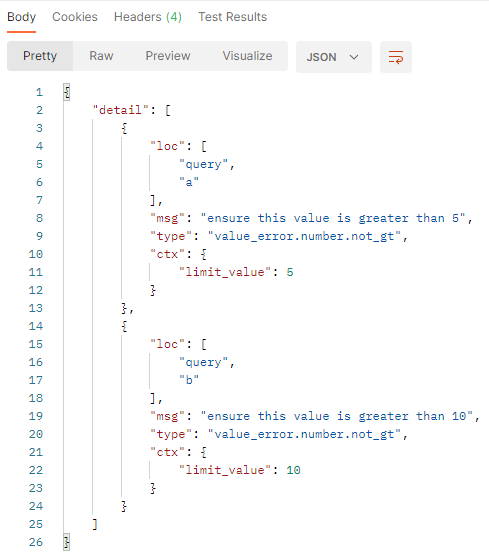 Body Cookies Headers (4) Test Results
Pretty Raw Preview Visualize JSON
1 {
2 "detail": [
3 {
4 "loc": [
5 "query",
6 "a"
7 ],
8 "msg": "ensure this value is greater than 5",
9 "type": "value_error.number.not_gt",
10 "ctx": {
11 "limit_value": 5
12 }
13 },
14 {
15 "loc": [
16 "query",
17 "b"
18 ],
19 "msg": "ensure this value is greater than 10",
20 "type": "value_error.number.not_gt",
21 "ctx": {
22 "limit_value": 10
23 }
24 }
25 ]
26 }